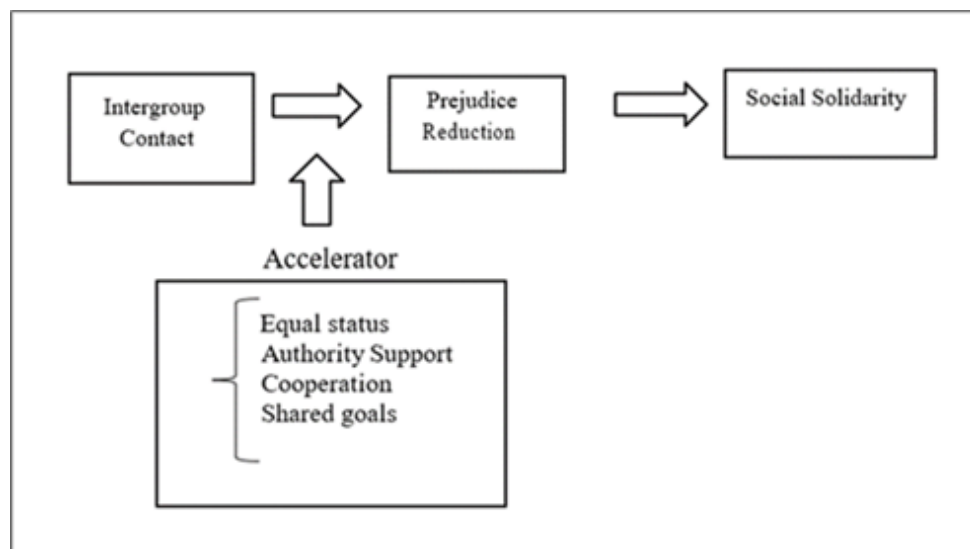 Intergroup
Contact
Prejudice
Reduction
Social Solidarity
Accelerator
Equal status
Authority Support
Cooperation
Shared goals